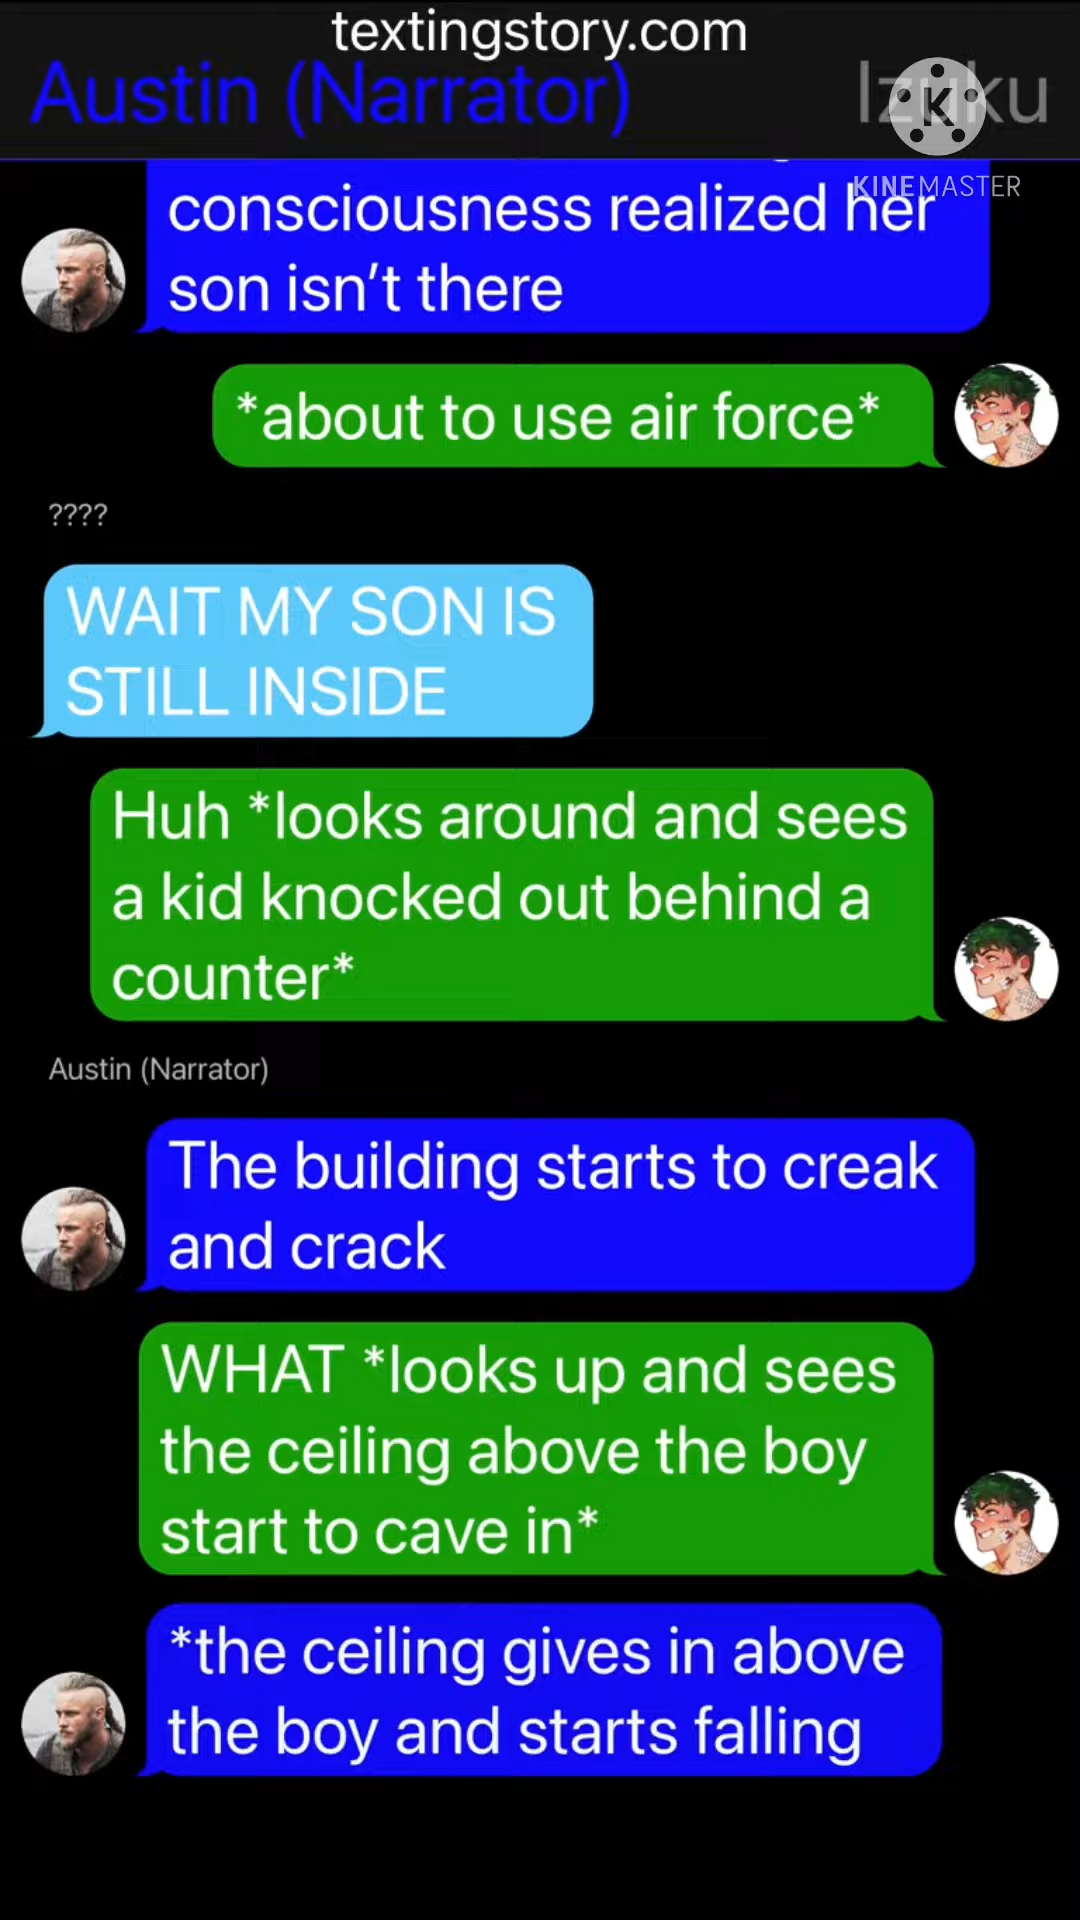 textingstory.com
Austin (Narrator)
Izuku
K
KINEMASTER
consciousness realized her
son isn’t there
*about to use air force*
????
WAIT MY SON IS
STILL INSIDE
Huh *looks around and sees
a kid knocked out behind a
counter*
Austin (Narrator)
The building starts to creak
and crack
WHAT *looks up and sees
the ceiling above the boy
start to cave in*
*the ceiling gives in above
the boy and starts falling